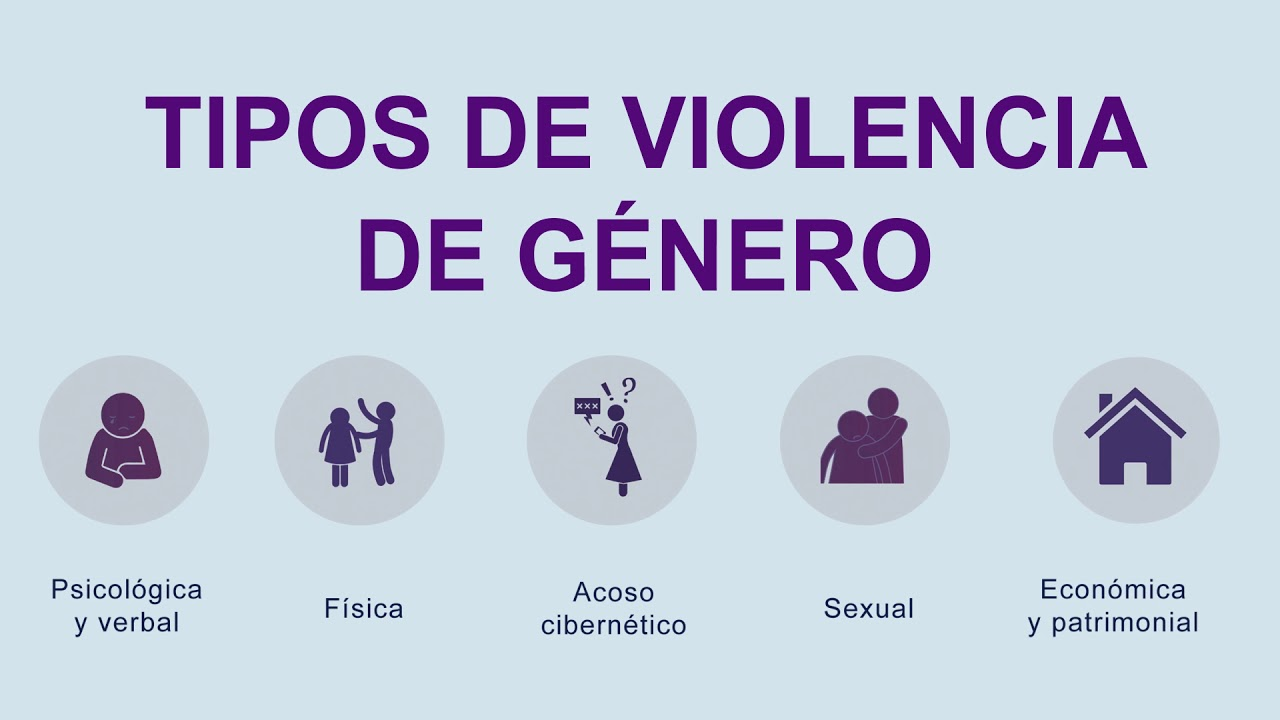 TIPOS DE VIOLENCIA
DE GÉNERO
! ?
xxx
Psicológica
y verbal
Física
Acoso
cibernético
Sexual
Económica
y patrimonial